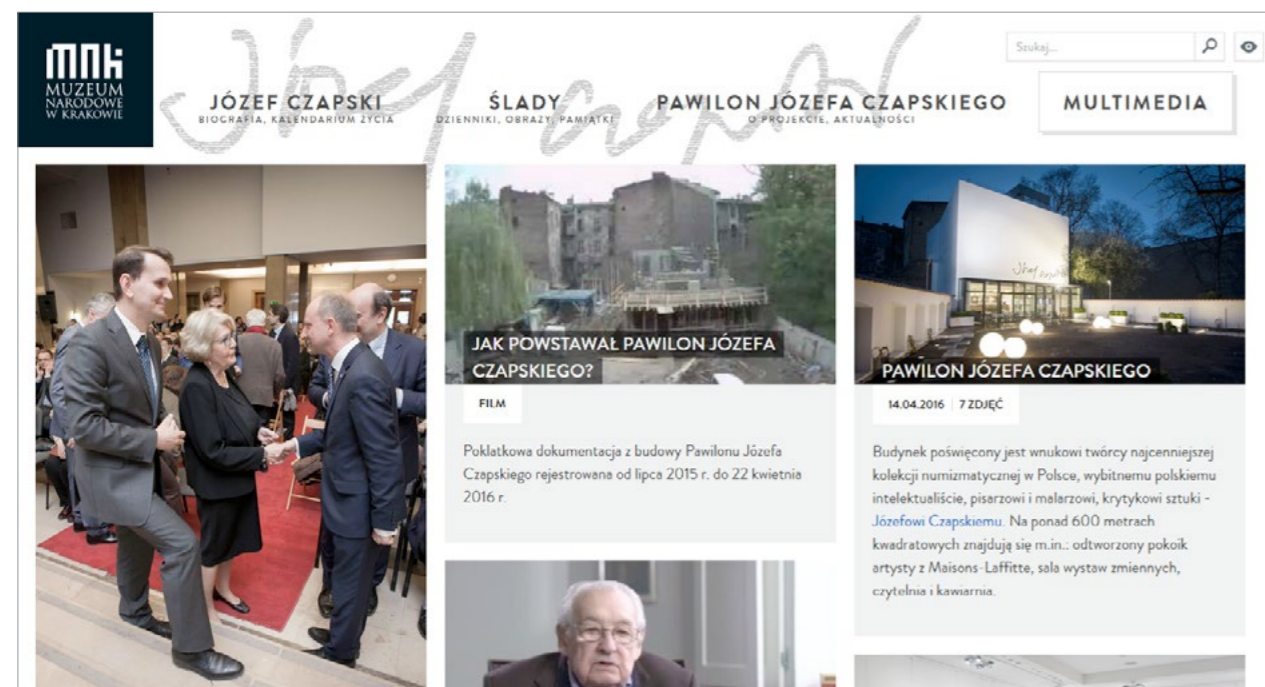 mnk
MUZEUM
NARODOWE
W KRAKOWIE
Józef Czapski
Szukaj...
JÓZEF CZAPSKI
BIOGRAFIA, KALENDARIUM ŻYCIA
ŚLADY
DZIENNIKI, OBRAZY, PAMIĄTKI
PAWILON JÓZEFA CZAPSKIEGO
O PROJEKCIE, AKTUALNOŚCI
MULTIMEDIA
JAK POWSTAWAŁ PAWILON JÓZEFA
CZAPSKIEGO?
FILM
Poklatkowa dokumentacja z budowy Pawilonu Józefa
Czapskiego rejestrowana od lipca 2015 r. do 22 kwietnia
2016 r.
Józef Czapski
PAWILON JÓZEFA CZAPSKIEGO
14.04.2016 | 7 ZDJĘĆ
Budynek poświęcony jest wnukowi twórcy najcenniejszej
kolekcji numizmatycznej w Polsce, wybitnemu polskiemu
intelektualiście, pisarzowi i malarzowi, krytykowi sztuki -
Józefowi Czapskiemu. Na ponad 600 metrach
kwadratowych znajdują się m.in.: odtworzony pokoik
artysty z Maisons-Laffitte, sala wystaw zmiennych,
czytelnia i kawiarnia.